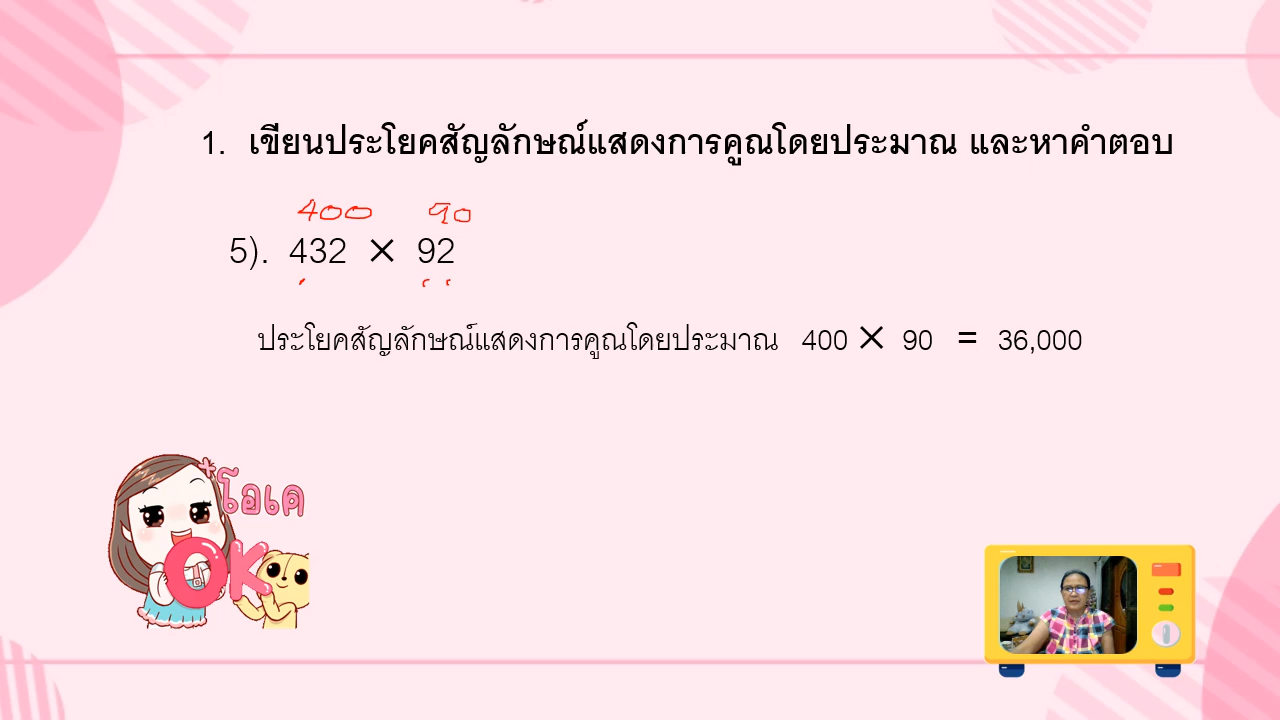 1. เขียนประโยคสัญลักษณ์แสดงการคูณโดยประมาณ และหาคำตอบ
400 90
5). 432 × 92
ประโยคสัญลักษณ์แสดงการคูณโดยประมาณ 400 × 90 = 36,000
โอเค
OK